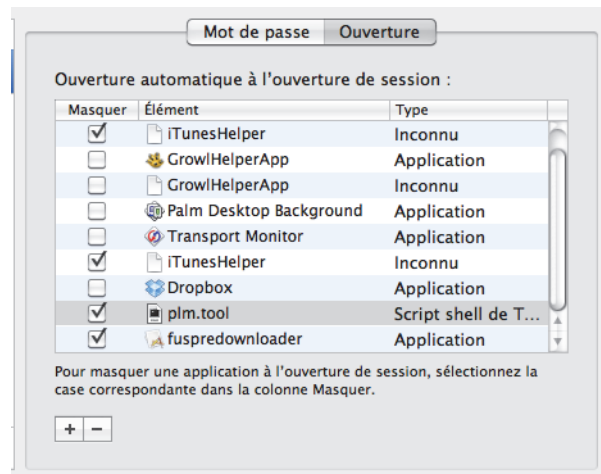 Mot de passe Ouverture
Ouverture automatique à l'ouverture de session :
Masquer Élément Type
iTunesHelper Inconnu
GrowlHelperApp Application
GrowlHelperApp Inconnu
Palm Desktop Background Application
Transport Monitor Application
iTunesHelper Inconnu
Dropbox Application
plm.tool Script shell de T...
fuspredownloader Application
Pour masquer une application à l'ouverture de session, sélectionnez la
case correspondante dans la colonne Masquer.
+ −